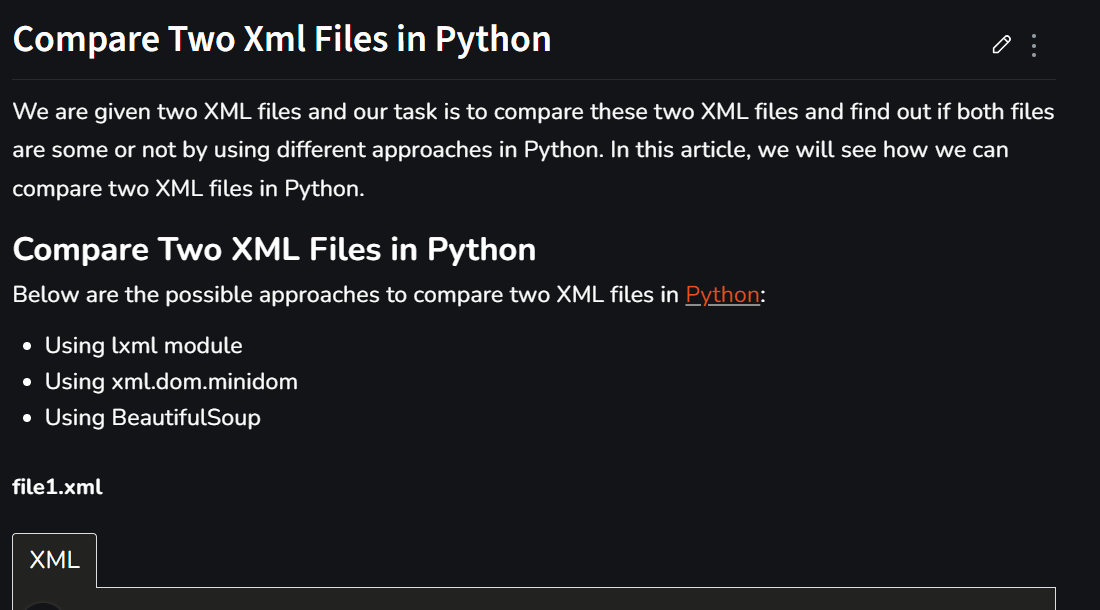 Compare Two Xml Files in Python
We are given two XML files and our task is to compare these two XML files and find out if both files
are some or not by using different approaches in Python. In this article, we will see how we can
compare two XML files in Python.
Compare Two XML Files in Python
Below are the possible approaches to compare two XML files in Python:
• Using lxml module
• Using xml.dom.minidom
• Using BeautifulSoup
file1.xml
XML